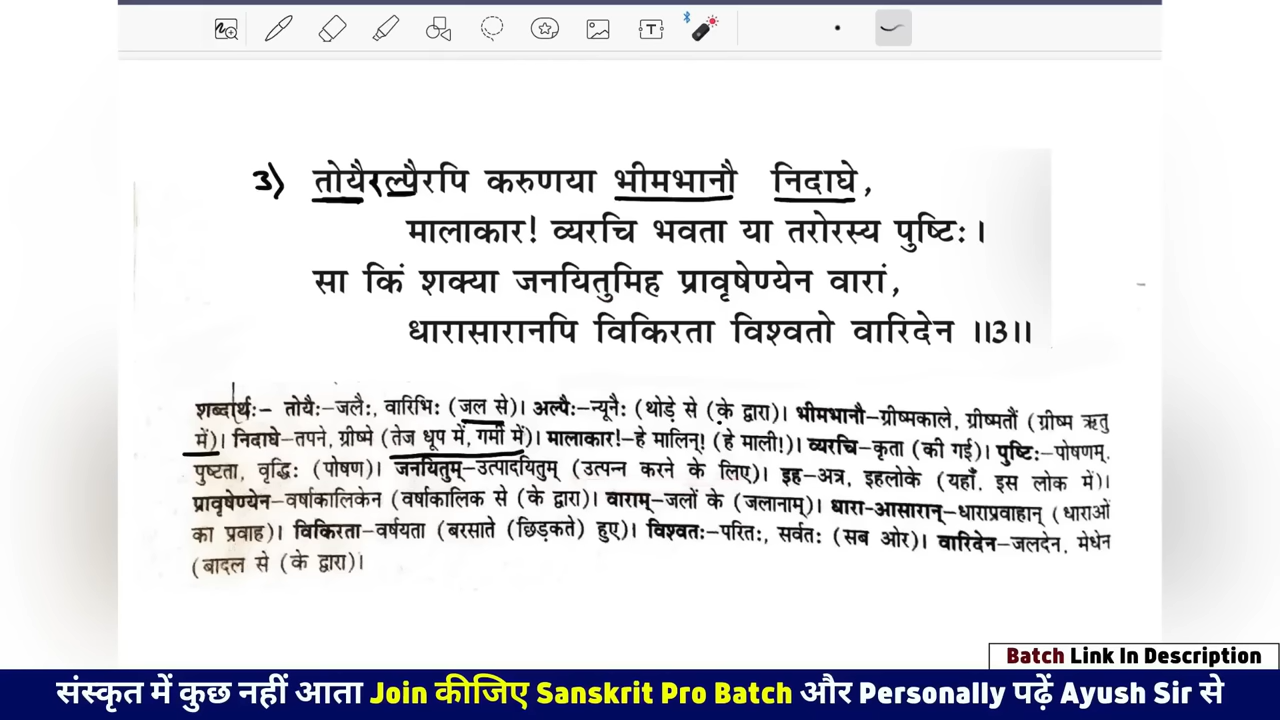 3) तोयैरल्पैरपि करुणया भीमभानौ निदाघे,
मालाकार! व्यरचि भवता या तरोरस्य पुष्टिः।
सा किं शक्या जनयितुमिह प्रावृषेण्येन वारां,
धारासारानपि विकिरता विश्वतो वारिदेन ।।3।।
शब्दार्थः– तोयैः–जलैः, वारिभिः (जल से)। अल्पैः–न्यूनैः (थोड़े से (के द्वारा)। भीमभानौ–ग्रीष्मकाले, ग्रीष्मर्तौ (ग्रीष्म ऋतु
में)। निदाघे–तपने, ग्रीष्मे (तेज धूप में, गर्मी में)। मालाकार!–हे मालिन्! (हे माली!)। व्यरचि–कृता (की गई)। पुष्टिः–पोषणम्,
पुष्टता, वृद्धिः (पोषण)। जनयितुम्–उत्पादयितुम् (उत्पन्न करने के लिए)। इह–अत्र, इहलोके (यहाँ, इस लोक में)।
प्रावृषेण्येन–वर्षाकालिकेन (वर्षाकालिक से (के द्वारा)। वाराम्–जलों के (जलानाम्)। धारा-आसारान्–धाराप्रवाहान् (धाराओं
का प्रवाह)। विकिरता–वर्षयता (बरसाते (छिड़कते) हुए)। विश्वतः–परितः, सर्वतः (सब ओर)। वारिदेन–जलदेन, मेधेन
(बादल से (के द्वारा)।
Batch Link In Description
संस्कृत में कुछ नहीं आता Join कीजिए Sanskrit Pro Batch और Personally पढ़ें Ayush Sir से